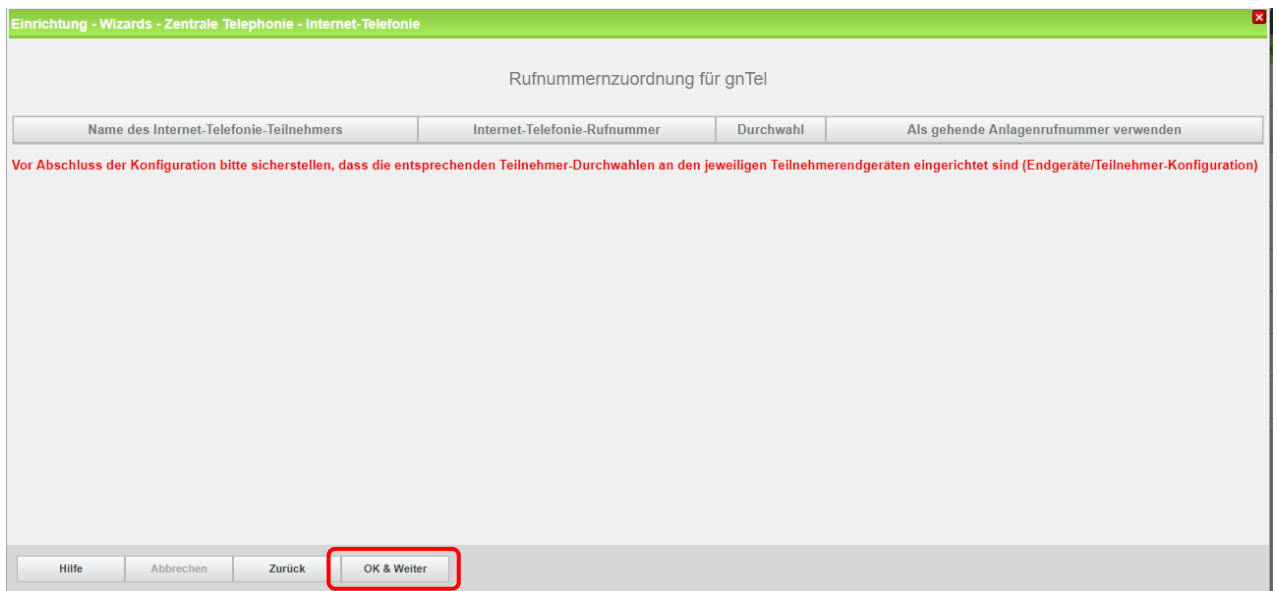 Einrichtung - Wizards - Zentrale Telephonie - Internet-Telefonie
Rufnummernzuordnung für gnTel
Name des Internet-Telefonie-Teilnehmers Internet-Telefonie-Rufnummer Durchwahl Als gehende Anlagenrufnummer verwenden
Vor Abschluss der Konfiguration bitte sicherstellen, dass die entsprechenden Teilnehmer-Durchwahlen an den jeweiligen Teilnehmerendgeräten eingerichtet sind (Endgeräte/Teilnehmer-Konfiguration)
Hilfe Abbrechen Zurück OK & Weiter